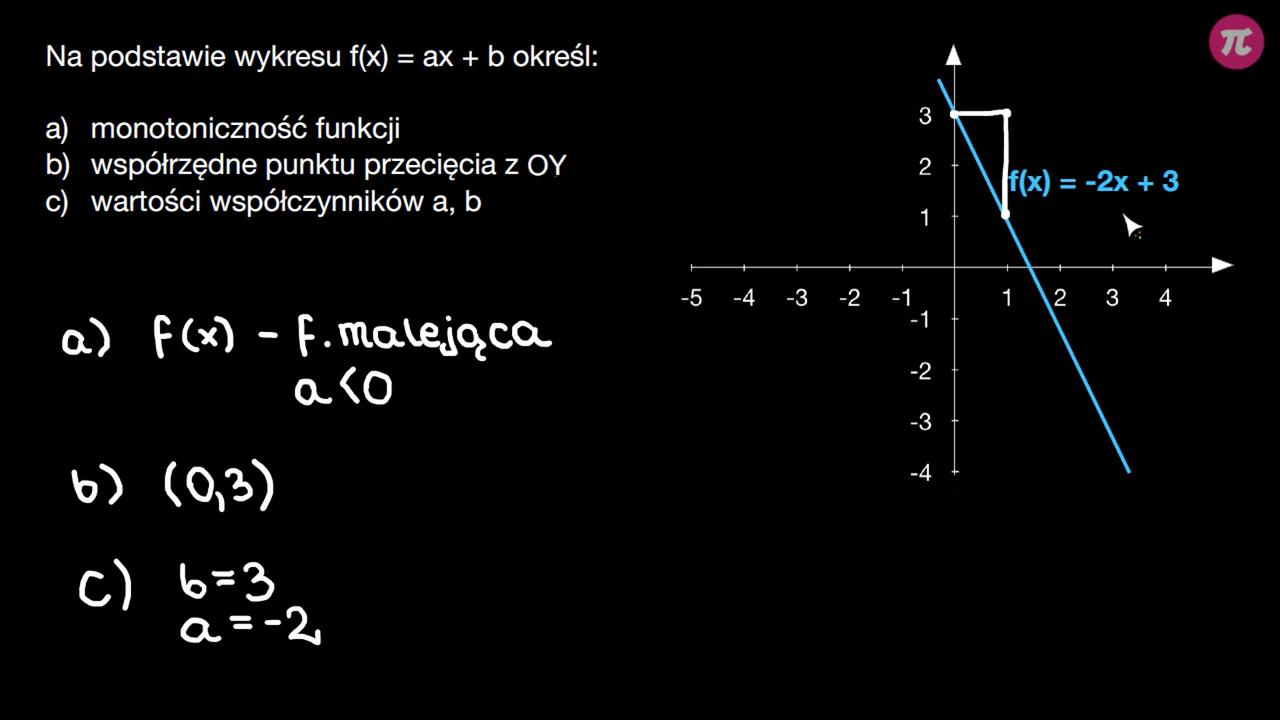 Na podstawie wykresu f(x) = ax + b określ:
a) monotoniczność funkcji
b) współrzędne punktu przecięcia z OY
c) wartości współczynników a, b
a) f(x) - f. malejąca
a<0
b) (0,3)
c) b=3
a=-2
π
3
2
f(x) = -2x + 3
1
-5 -4 -3 -2 -1 1 2 3 4
-1
-2
-3
-4